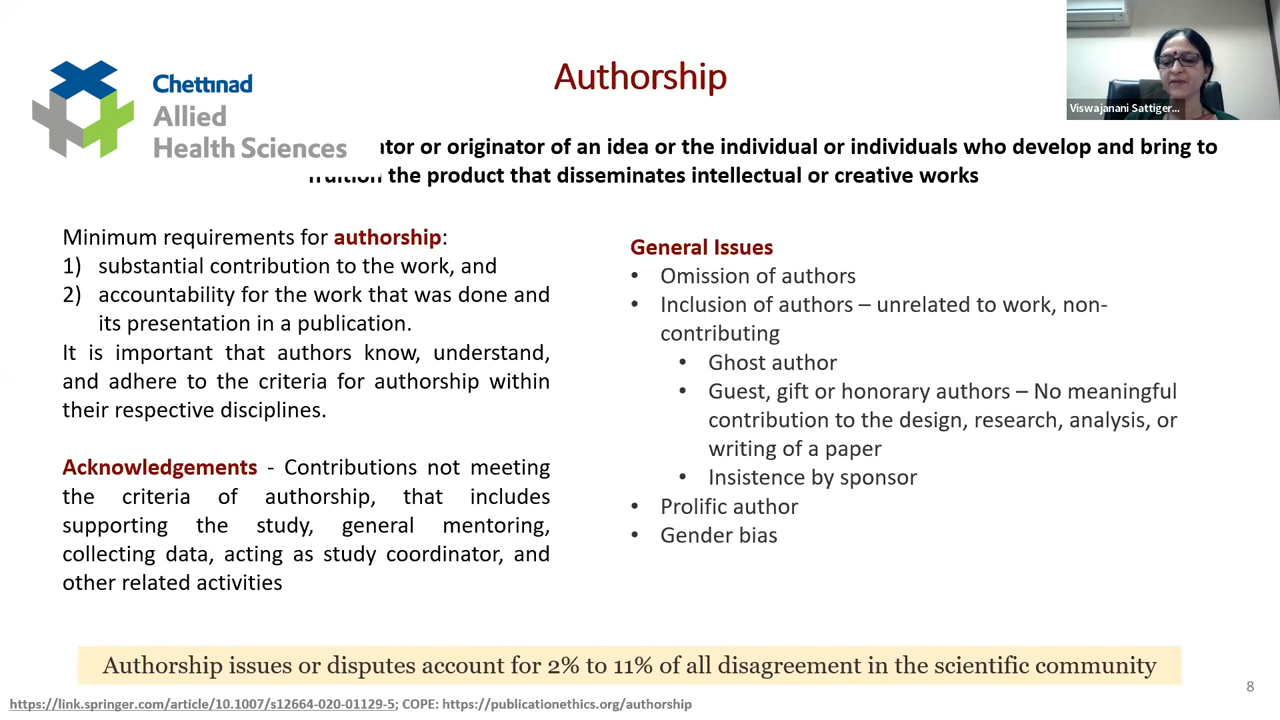 Authorship
Chettinad
Allied
Health Sciences
Viswajanani Sattiger...
or originator of an idea or the individual or individuals who develop and bring to
the product that disseminates intellectual or creative works
Minimum requirements for authorship:
1) substantial contribution to the work, and
2) accountability for the work that was done and
its presentation in a publication.
It is important that authors know, understand,
and adhere to the criteria for authorship within
their respective disciplines.
Acknowledgements - Contributions not meeting
the criteria of authorship, that includes
supporting the study, general mentoring,
collecting data, acting as study coordinator, and
other related activities
General Issues
• Omission of authors
• Inclusion of authors – unrelated to work, non-
contributing
• Ghost author
• Guest, gift or honorary authors – No meaningful
contribution to the design, research, analysis, or
writing of a paper
• Insistence by sponsor
• Prolific author
• Gender bias
Authorship issues or disputes account for 2% to 11% of all disagreement in the scientific community
8
https://link.springer.com/article/10.1007/s12664-020-01129-5; COPE: https://publicationethics.org/authorship